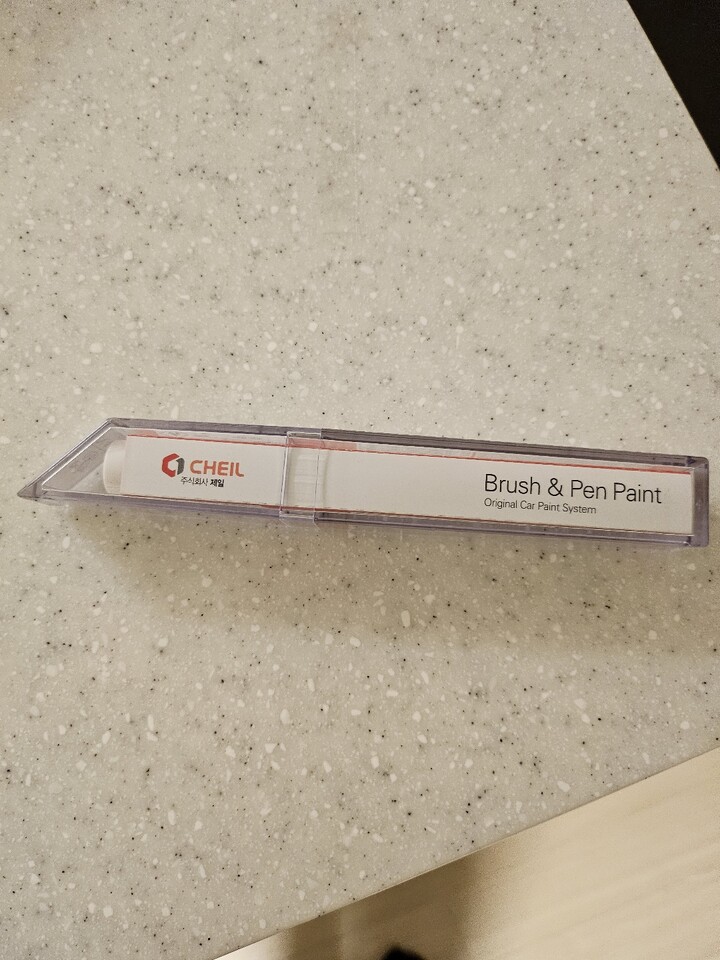 CHEIL
주식회사 제일
Brush & Pen Paint
Original Car Paint System